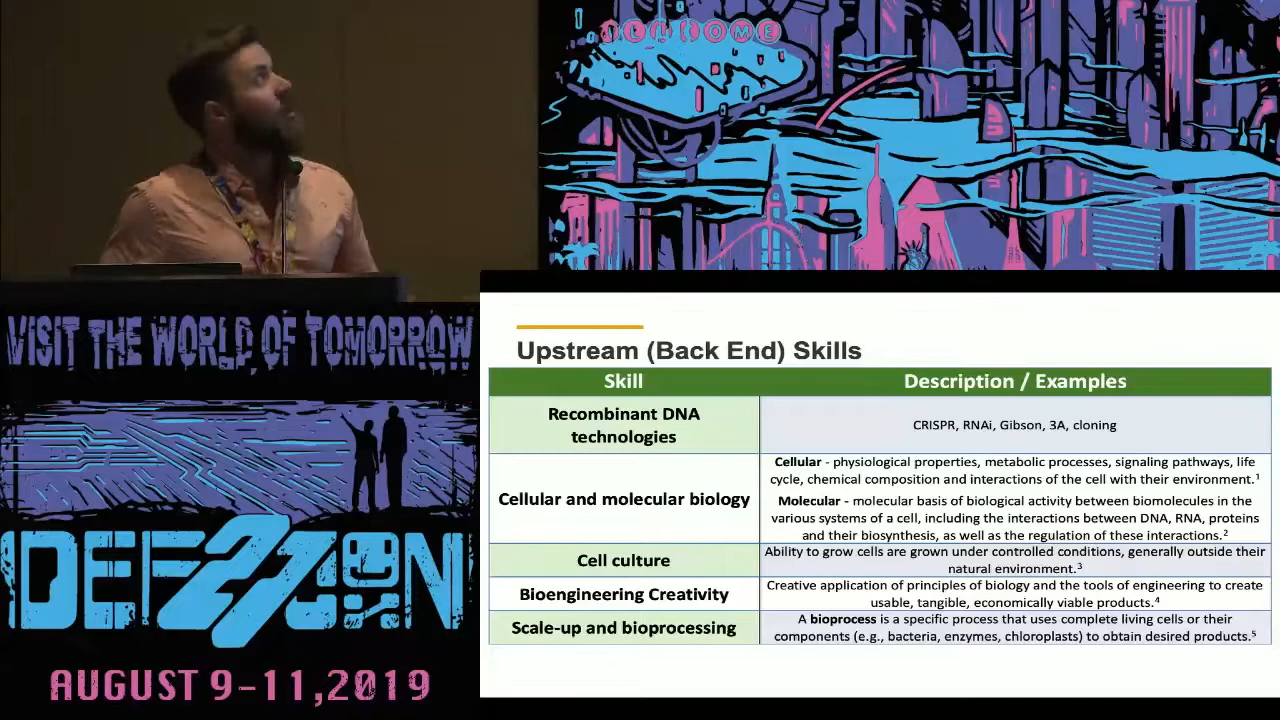 WELCOME
VISIT THE WORLD OF TOMORROW
DEFCON
27
AUGUST 9-11,2019
Upstream (Back End) Skills
Skill
Description / Examples
Recombinant DNA
technologies
CRISPR, RNAi, Gibson, 3A, cloning
Cellular and molecular biology
Cellular - physiological properties, metabolic processes, signaling pathways, life
cycle, chemical composition and interactions of the cell with their environment.¹
Molecular - molecular basis of biological activity between biomolecules in the
various systems of a cell, including the interactions between DNA, RNA, proteins
and their biosynthesis, as well as the regulation of these interactions.²
Cell culture
Ability to grow cells are grown under controlled conditions, generally outside their
natural environment.³
Bioengineering Creativity
Creative application of principles of biology and the tools of engineering to create
usable, tangible, economically viable products.⁴
Scale-up and bioprocessing
A bioprocess is a specific process that uses complete living cells or their
components (e.g., bacteria, enzymes, chloroplasts) to obtain desired products.⁵